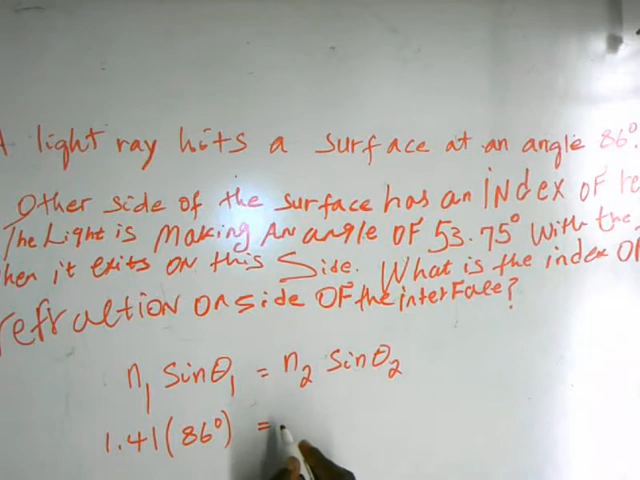 A light ray hits a surface at an angle 86°.
Other side of the surface has an iNdex of re
The Light is Making An angle OF 53.75° With the
hen it exits ON this Side. What is the index OF
refraction on side OF the interFace?
n₁ Sinθ₁ = n₂ Sinθ₂
1.41(86°) =